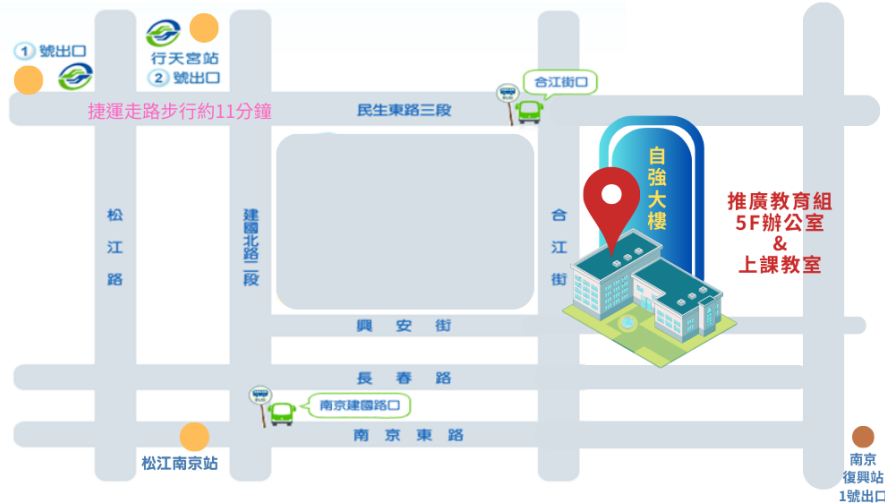 1 號出口
行天宮站
2 號出口
捷運走路步行約11分鐘
民生東路三段
合江街口
自強大樓
推廣教育組
5F辦公室
&
上課教室
松江路
建國北路二段
合江街
興安街
長春路
南京建國路口
南京東路
松江南京站
南京
復興站
1號出口